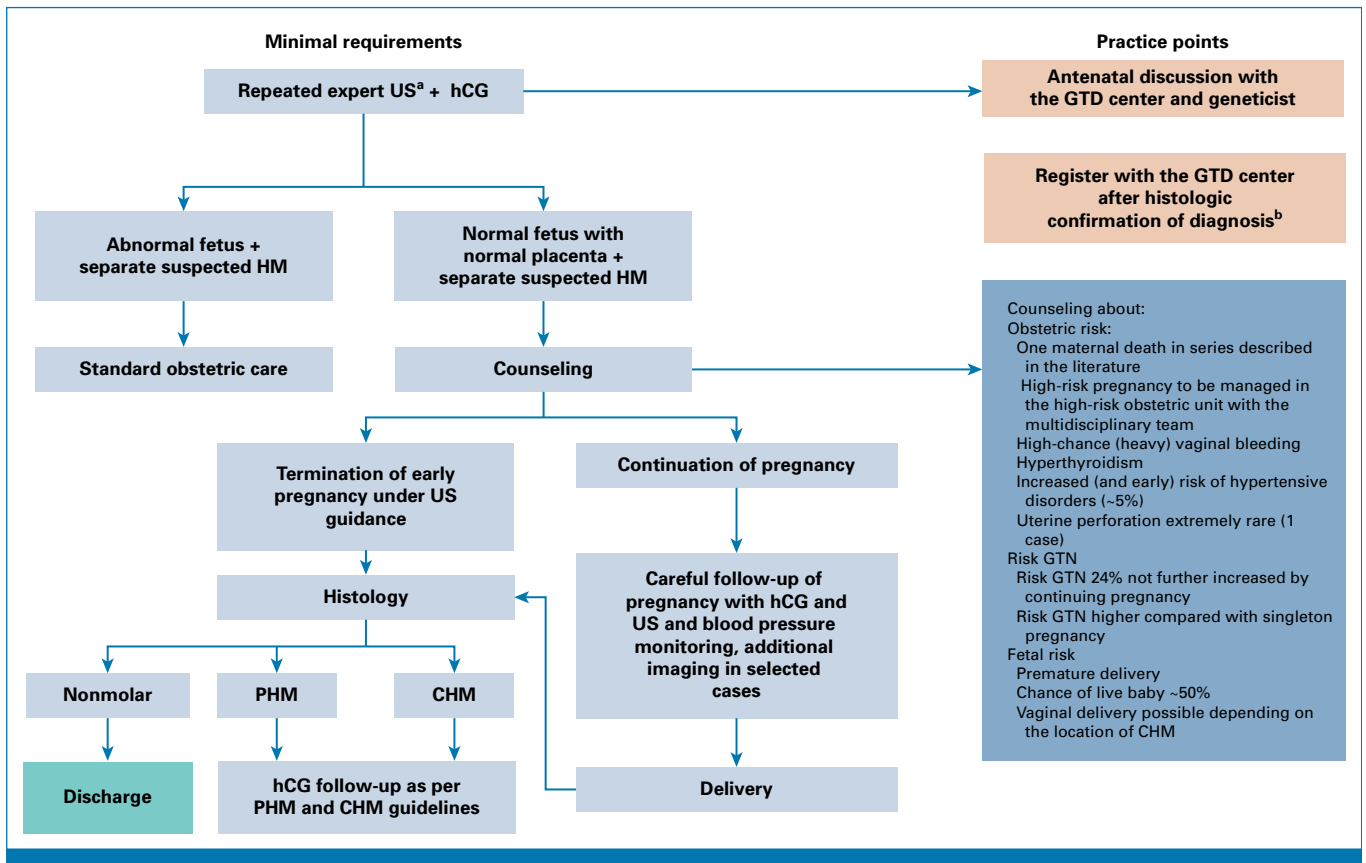 Minimal requirements
Practice points
Repeated expert USa + hCG
Antenatal discussion with
the GTD center and geneticist
Register with the GTD center
after histologic
confirmation of diagnosisb
Abnormal fetus +
separate suspected HM
Normal fetus with
normal placenta +
separate suspected HM
Standard obstetric care
Counseling
Counseling about:
Obstetric risk:
One maternal death in series described
in the literature
High-risk pregnancy to be managed in
the high-risk obstetric unit with the
multidisciplinary team
High-chance (heavy) vaginal bleeding
Hyperthyroidism
Increased (and early) risk of hypertensive
disorders (~5%)
Uterine perforation extremely rare (1
case)
Risk GTN
Risk GTN 24% not further increased by
continuing pregnancy
Risk GTN higher compared with singleton
pregnancy
Fetal risk
Premature delivery
Chance of live baby ~50%
Vaginal delivery possible depending on
the location of CHM
Termination of early
pregnancy under US
guidance
Continuation of pregnancy
Histology
Careful follow-up of
pregnancy with hCG and
US and blood pressure
monitoring, additional
imaging in selected
cases
Nonmolar
PHM
CHM
Discharge
hCG follow-up as per
PHM and CHM guidelines
Delivery